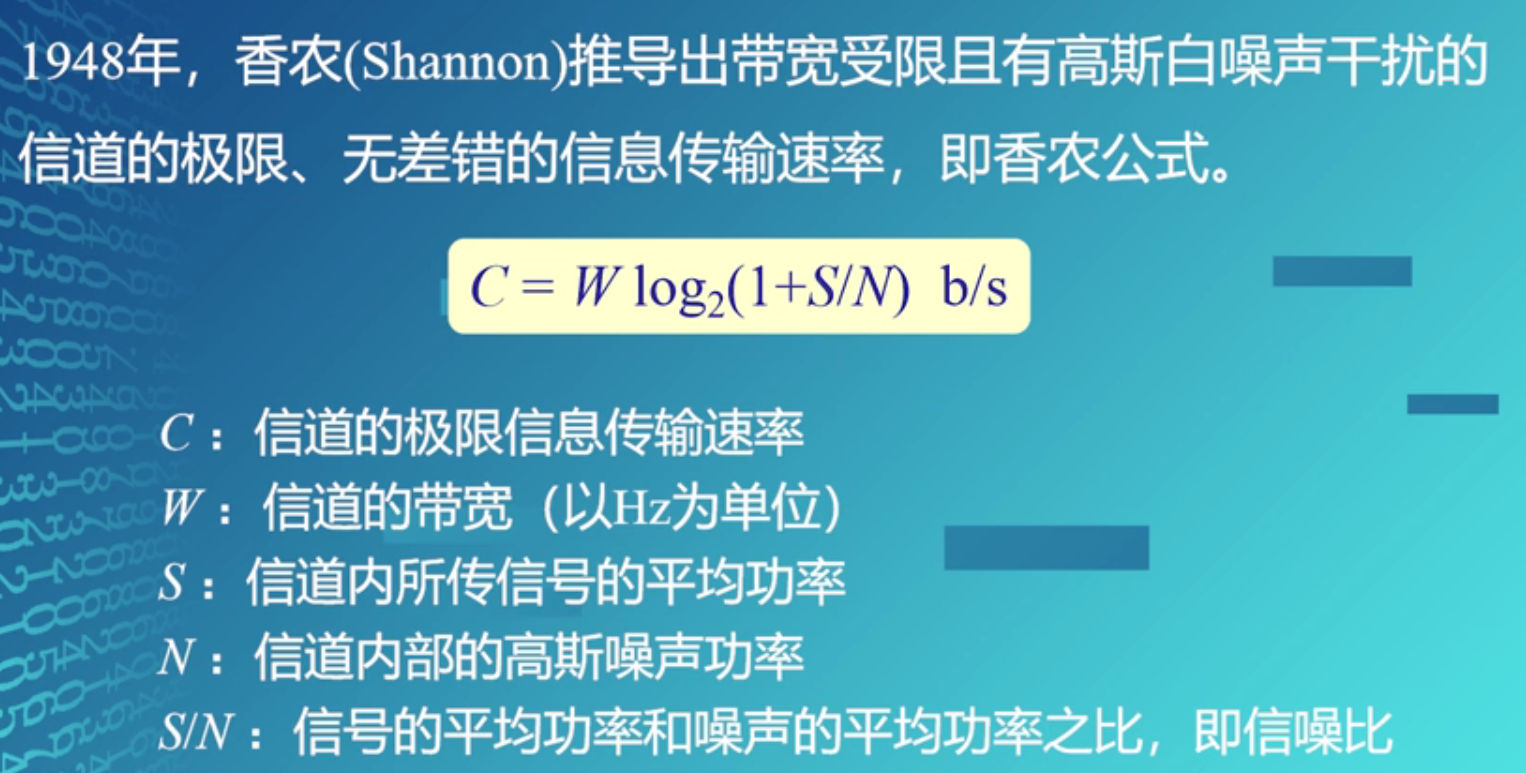 1948年，香农(Shannon)推导出带宽受限且有高斯白噪声干扰的
信道的极限、无差错的信息传输速率，即香农公式。
C = W log₂(1+S/N)  b/s
C：信道的极限信息传输速率
W：信道的带宽（以Hz为单位）
S：信道内所传信号的平均功率
N：信道内部的高斯噪声功率
S/N：信号的平均功率和噪声的平均功率之比，即信噪比